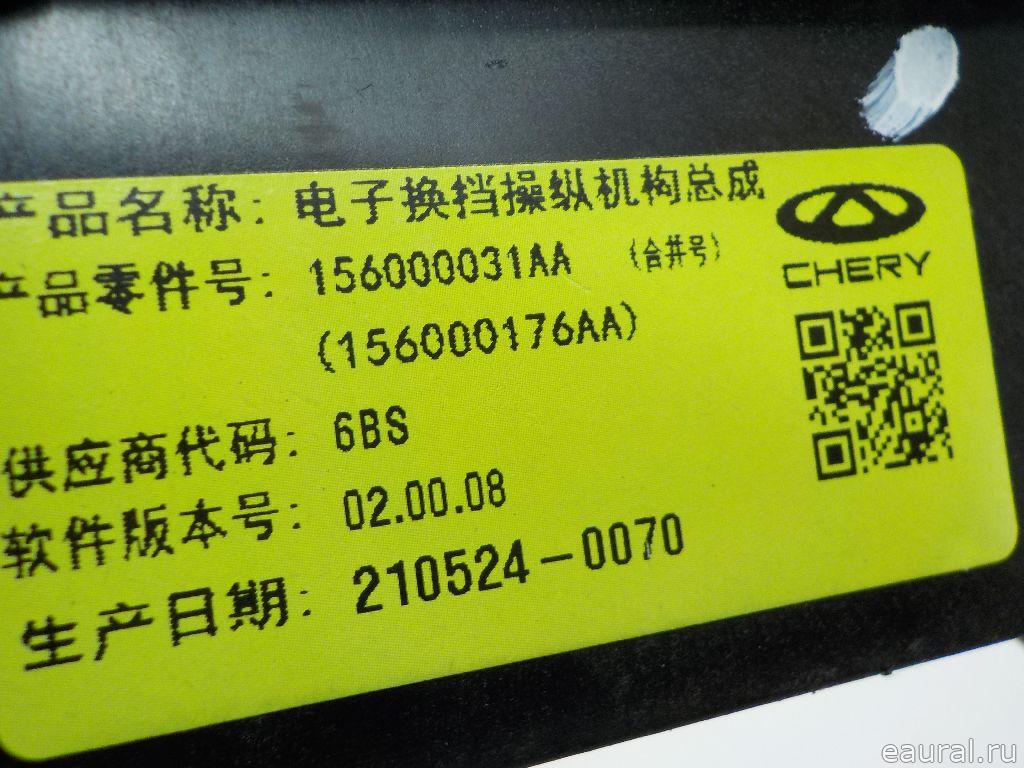 产品名称: 电子换挡操纵机构总成
产品零件号: 156000031AA (合并号)
(156000176AA)
CHERY
供应商代码: 6BS
软件版本号: 02.00.08
生产日期: 210524-0070
eaural.ru